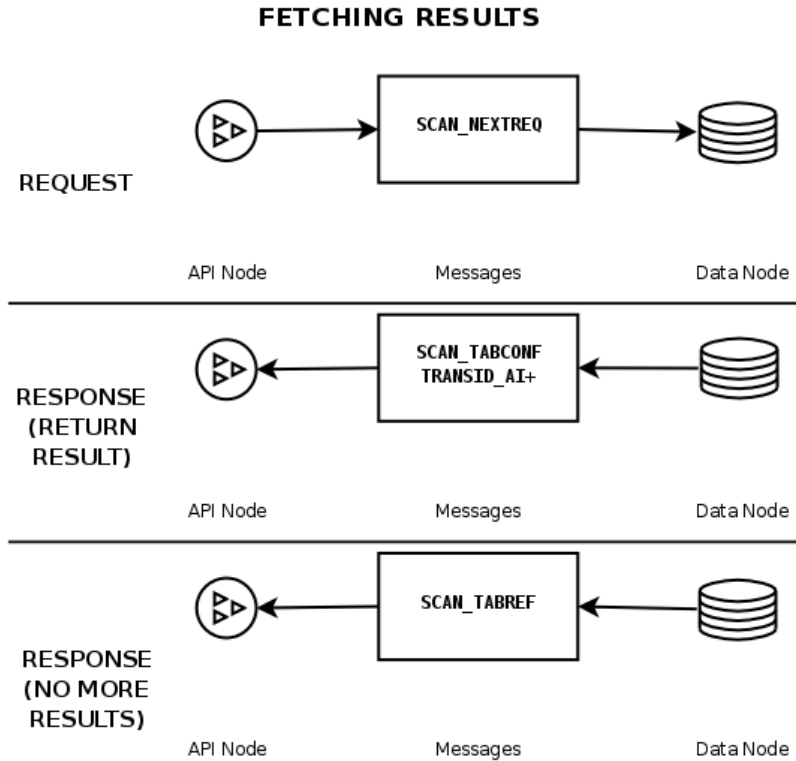 FETCHING RESULTS
SCAN_NEXTREQ
REQUEST
API Node
Messages
Data Node
SCAN_TABCONF
TRANSID_AI+
RESPONSE
(RETURN
RESULT)
API Node
Messages
Data Node
SCAN_TABREF
RESPONSE
(NO MORE
RESULTS)
API Node
Messages
Data Node